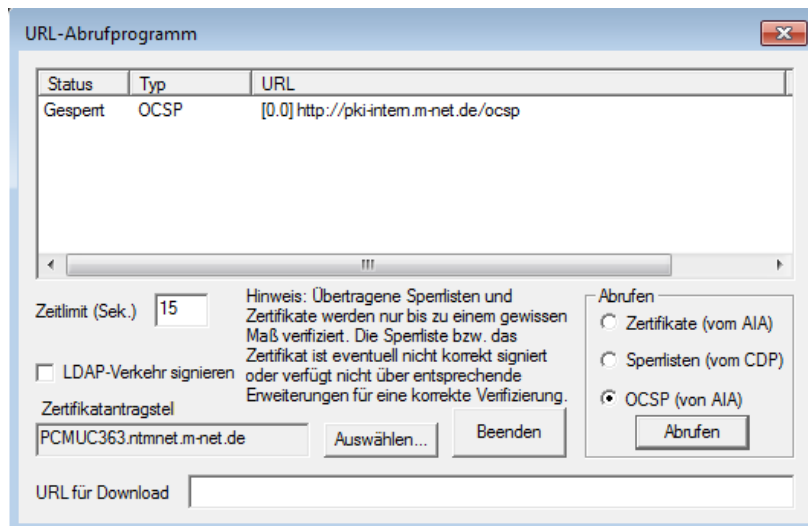 URL-Abrufprogramm
Status Typ URL
Gesperrt OCSP [0.0] http://pki-intern.m-net.de/ocsp
Zeitlimit (Sek.) 15
Hinweis: Übertragene Sperrlisten und
Zertifikate werden nur bis zu einem gewissen
Maß verifiziert. Die Sperrliste bzw. das
Zertifikat ist eventuell nicht korrekt signiert
oder verfügt nicht über entsprechende
Erweiterungen für eine korrekte Verifizierung.
Abrufen
Zertifikate (vom AIA)
Sperrlisten (vom CDP)
OCSP (von AIA)
Abrufen
LDAP-Verkehr signieren
Zertifikatantragstel
PCMUC363.ntmnet.m-net.de
Auswählen...
Beenden
URL für Download